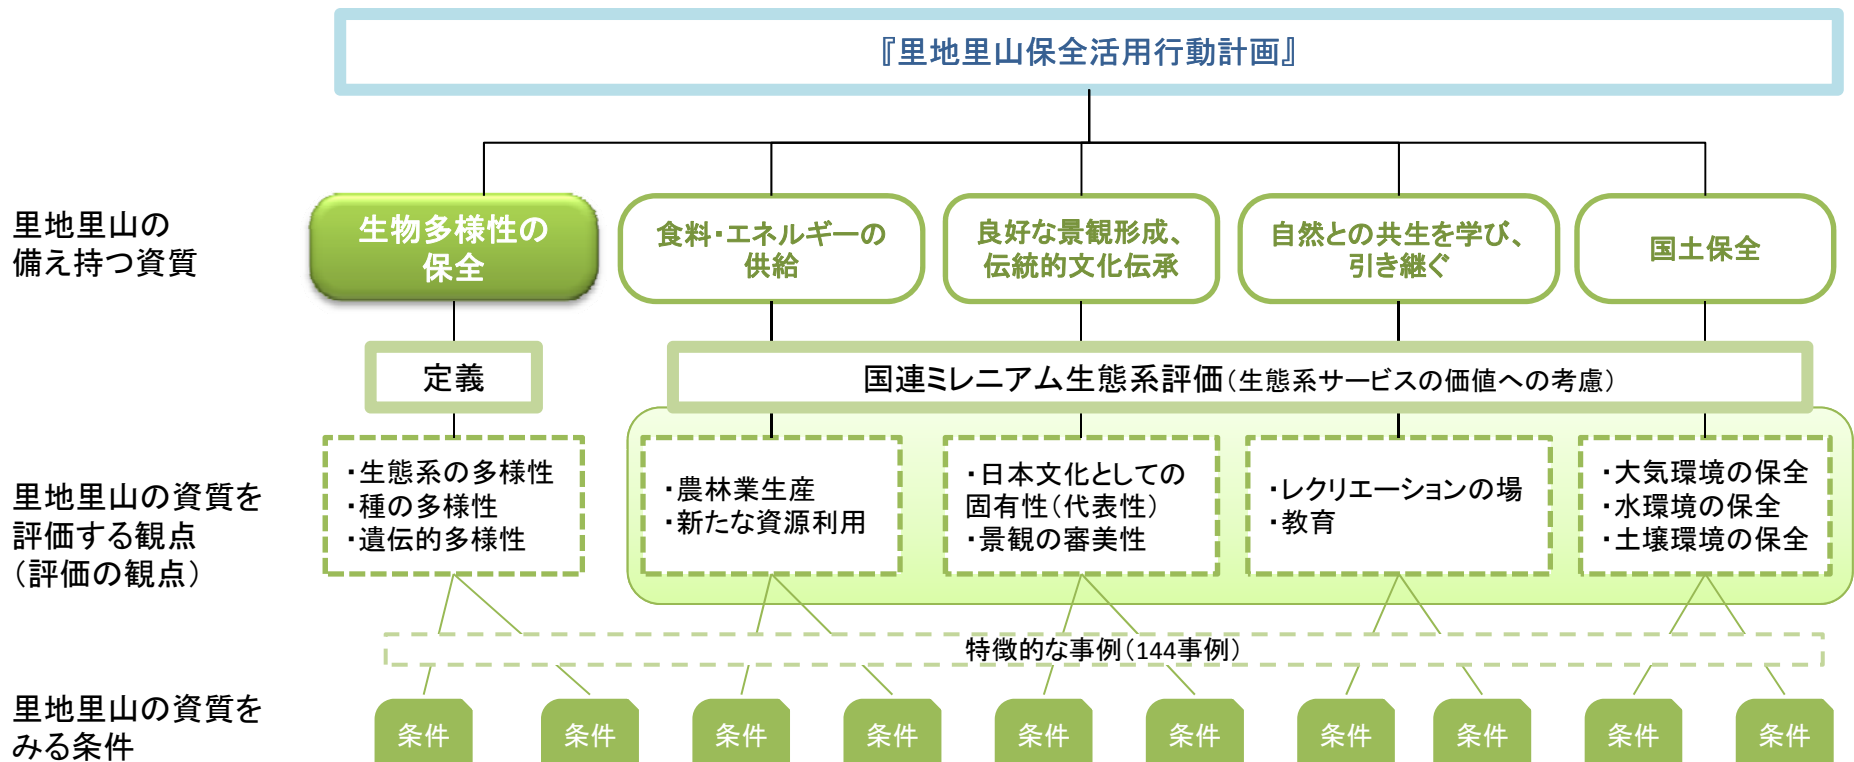 『里地里山保全活用行動計画』
里地里山の
備え持つ資質
生物多様性の
保全
食料・エネルギーの
供給
良好な景観形成、
伝統的文化伝承
自然との共生を学び、
引き継ぐ
国土保全
定義
国連ミレニアム生態系評価（生態系サービスの価値への考慮）
里地里山の資質を
評価する観点
（評価の観点）
・生態系の多様性
・種の多様性
・遺伝的多様性
・農林業生産
・新たな資源利用
・日本文化としての
固有性（代表性）
・景観の審美性
・レクリエーションの場
・教育
・大気環境の保全
・水環境の保全
・土壌環境の保全
特徴的な事例（144事例）
里地里山の資質を
みる条件
条件
条件
条件
条件
条件
条件
条件
条件
条件
条件